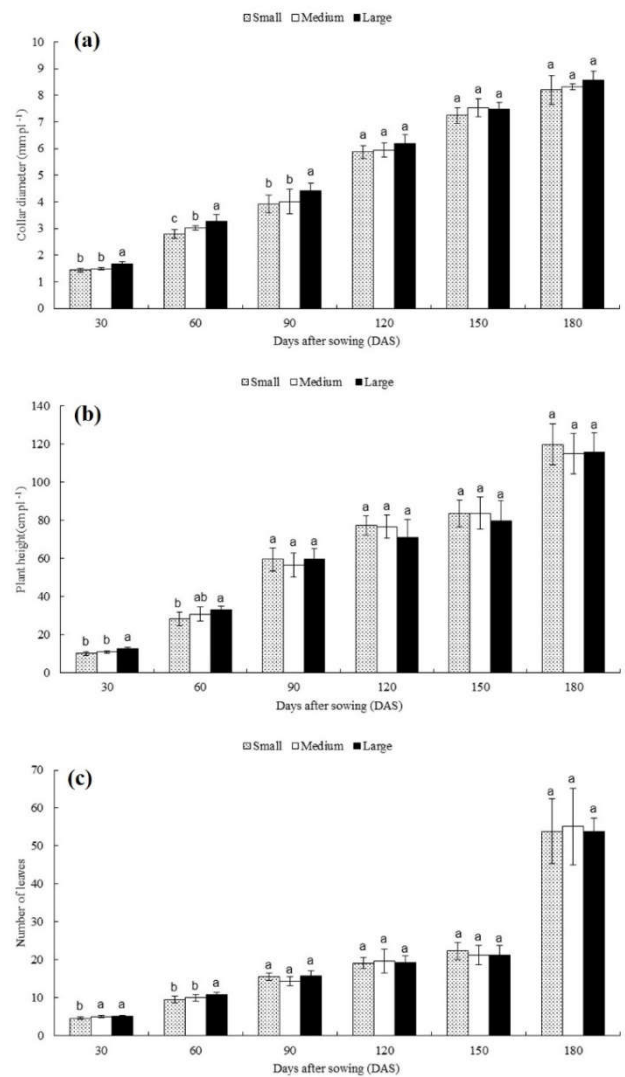 Small Medium Large
(a)
10
9
8
7
6
5
4
3
2
1
0
Collar diameter (mm pl⁻¹)
b b a
c b a
b b a
a a a
a a a
a a a
30 60 90 120 150 180
Days after sowing (DAS)
Small Medium Large
(b)
140
120
100
80
60
40
20
0
Plant height(cm pl⁻¹)
b b a
b ab a
a a a
a a a
a a a
a a a
30 60 90 120 150 180
Days after sowing (DAS)
Small Medium Large
(c)
70
60
50
40
30
20
10
0
Number of leaves
b a a
b b a
a a a
a a a
a a a
a a a
30 60 90 120 150 180
Days after sowing (DAS)